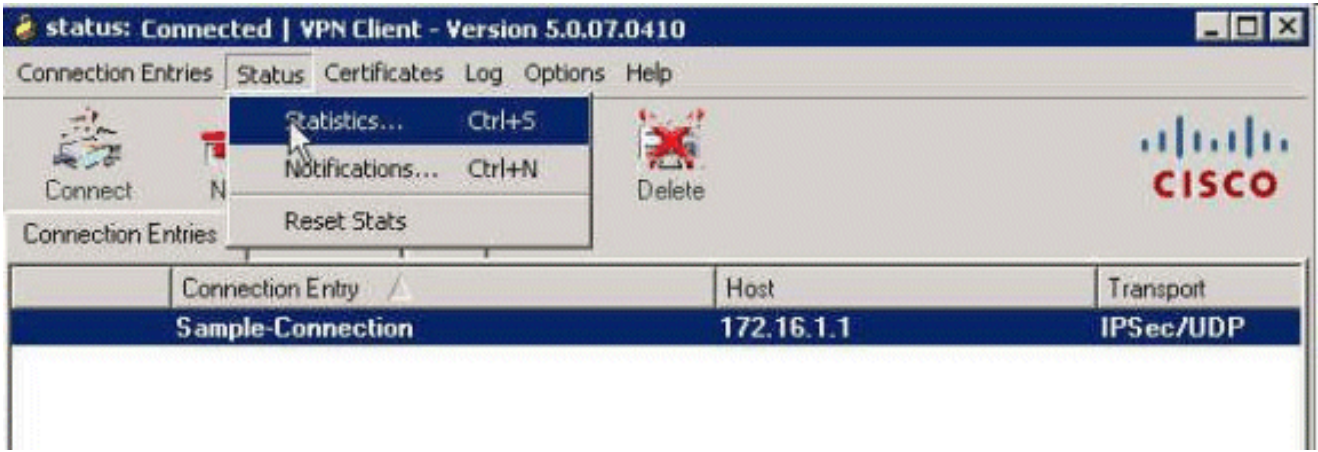 status: Connected | VPN Client - Version 5.0.07.0410
Connection Entries Status Certificates Log Options Help
Statistics... Ctrl+S
Notifications... Ctrl+N
Reset Stats
Connect N Delete
CISCO
Connection Entries
Connection Entry Host Transport
Sample-Connection 172.16.1.1 IPSec/UDP